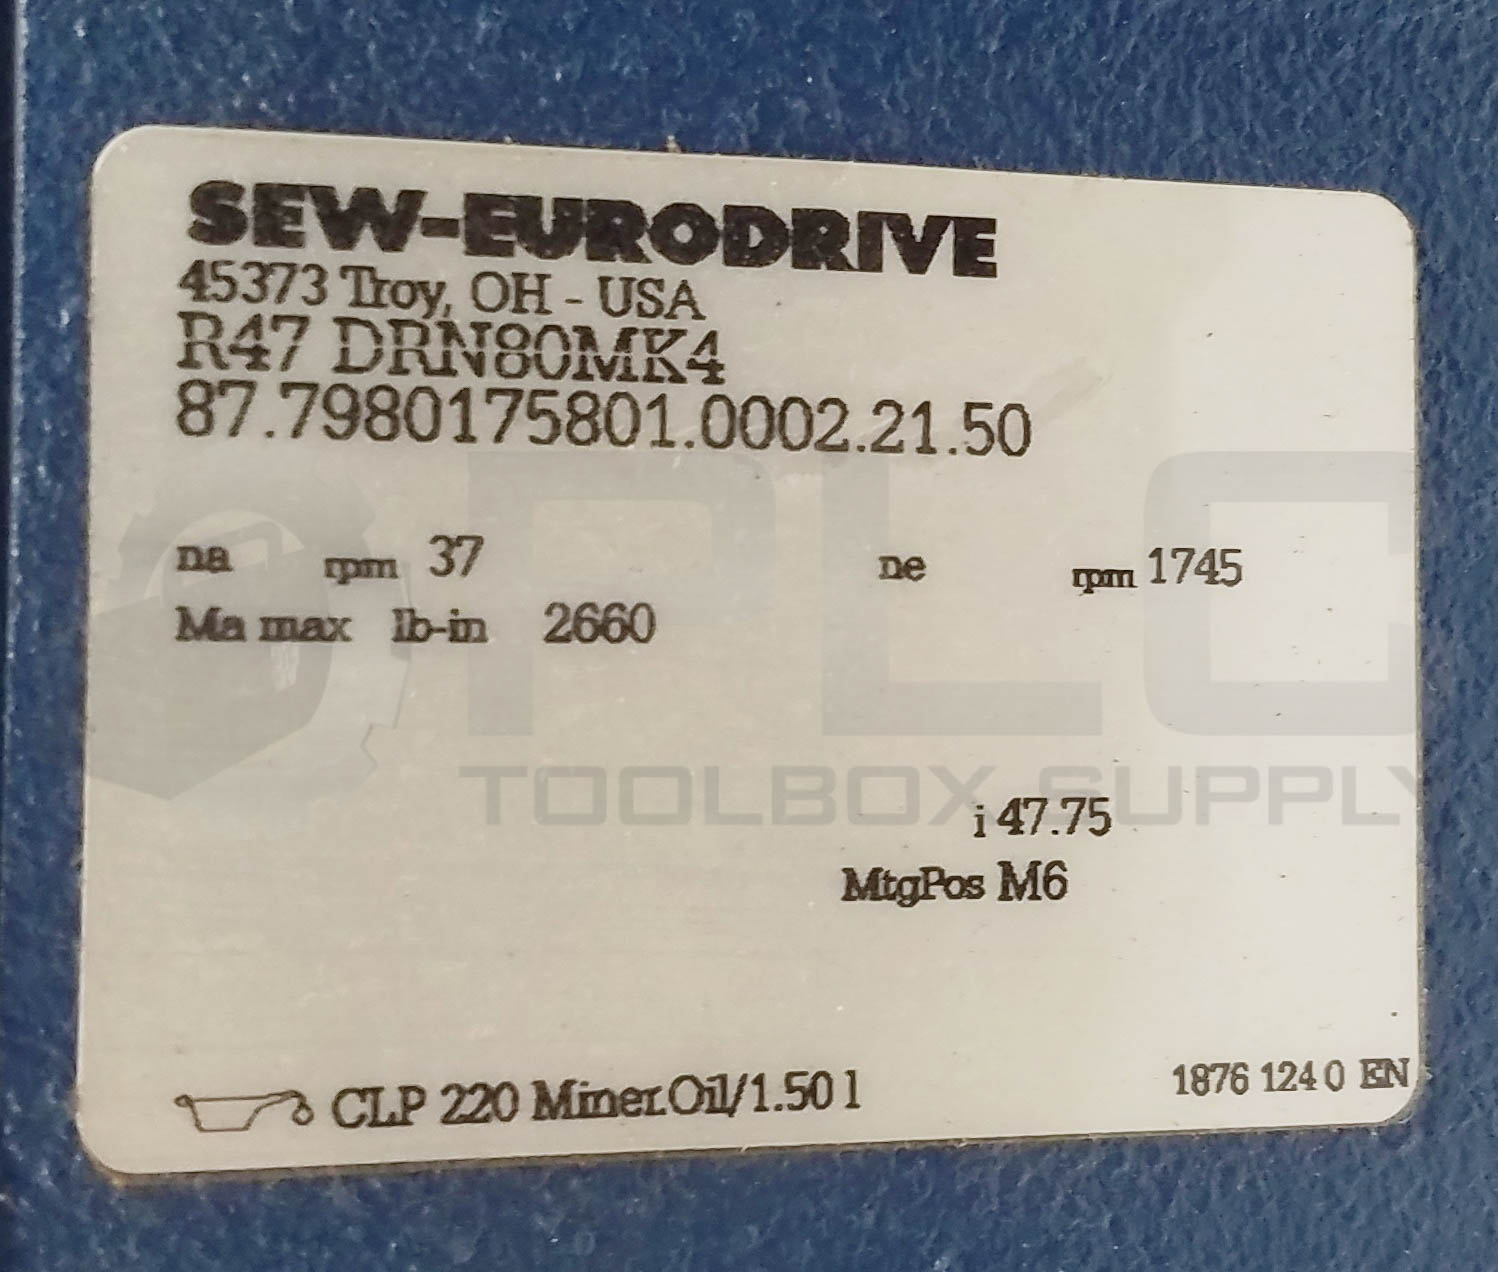 SEW-EURODRIVE
45373 Troy, OH - USA
R47 DRN80MK4
87.7980175801.0002.21.50
na rpm 37 ne rpm 1745
Ma max lb-in 2660
PLC
TOOLBOX SUPPLY
i 47.75
MtgPos M6
CLP 220 Miner.Oil/1.50 l 1876 124 0 EN